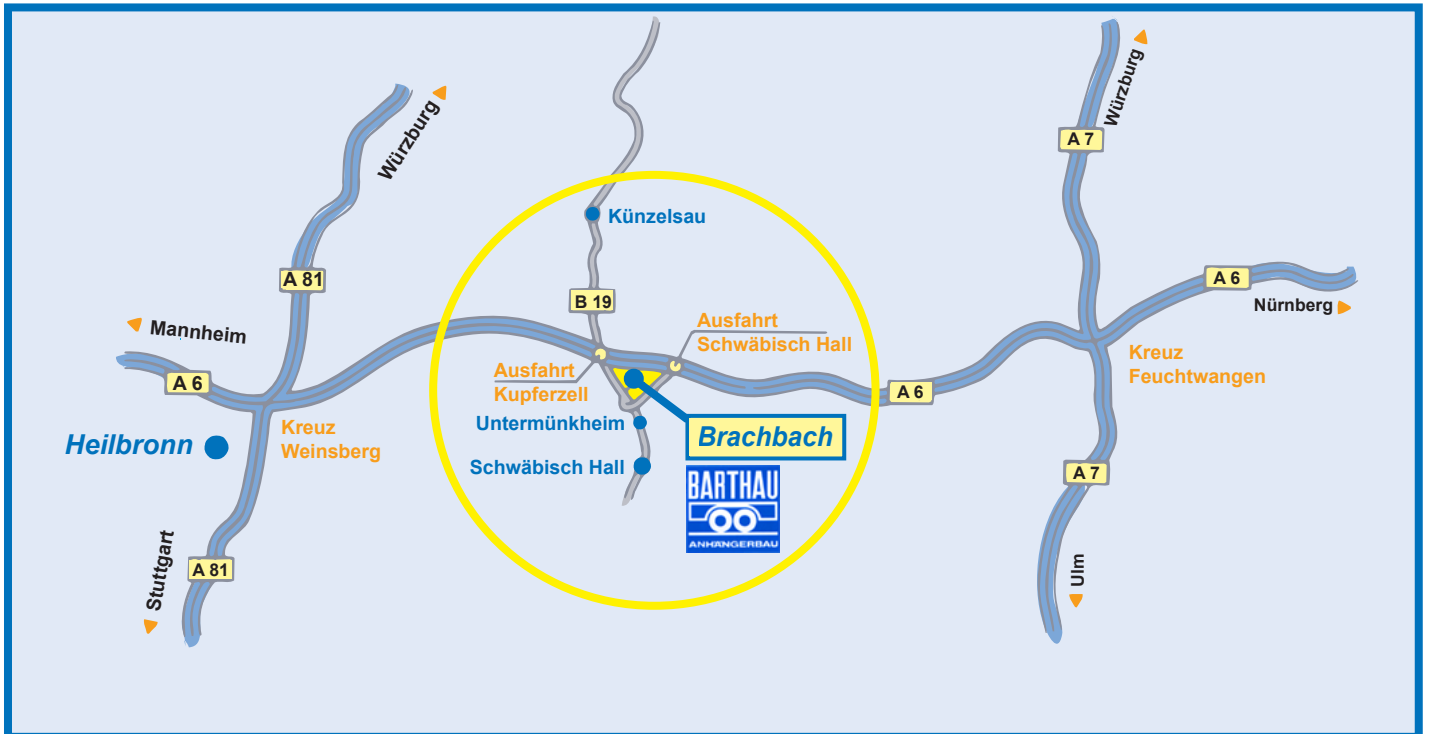 Würzburg
Würzburg
A 7
Künzelsau
A 81
A 6
Nürnberg
B 19
Mannheim
Ausfahrt
Schwäbisch Hall
Kreuz
Feuchtwangen
Ausfahrt
Kupferzell
A 6
A 6
Untermünkheim
Kreuz
Weinsberg
Heilbronn
Brachbach
Schwäbisch Hall
A 7
BARTHAU
ANHÄNGERBAU
Stuttgart
A 81
Ulm